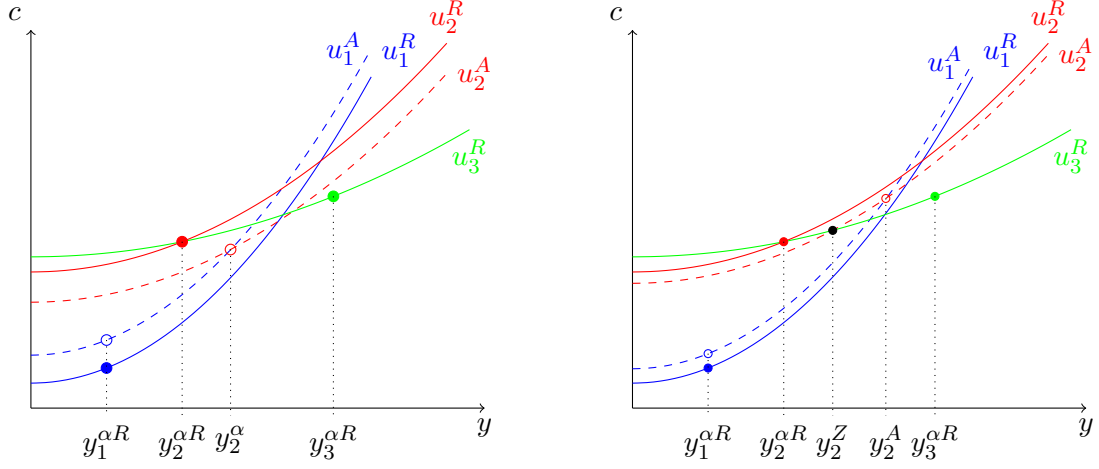 c
u_1^A
u_1^R
u_2^R
u_2^A
u_3^R
y_1^{αR}
y_2^{αR}
y_2^α
y_3^{αR}
y
c
u_1^A
u_1^R
u_2^R
u_2^A
u_3^R
y_1^{αR}
y_2^{αR}
y_2^Z
y_2^A
y_3^{αR}
y